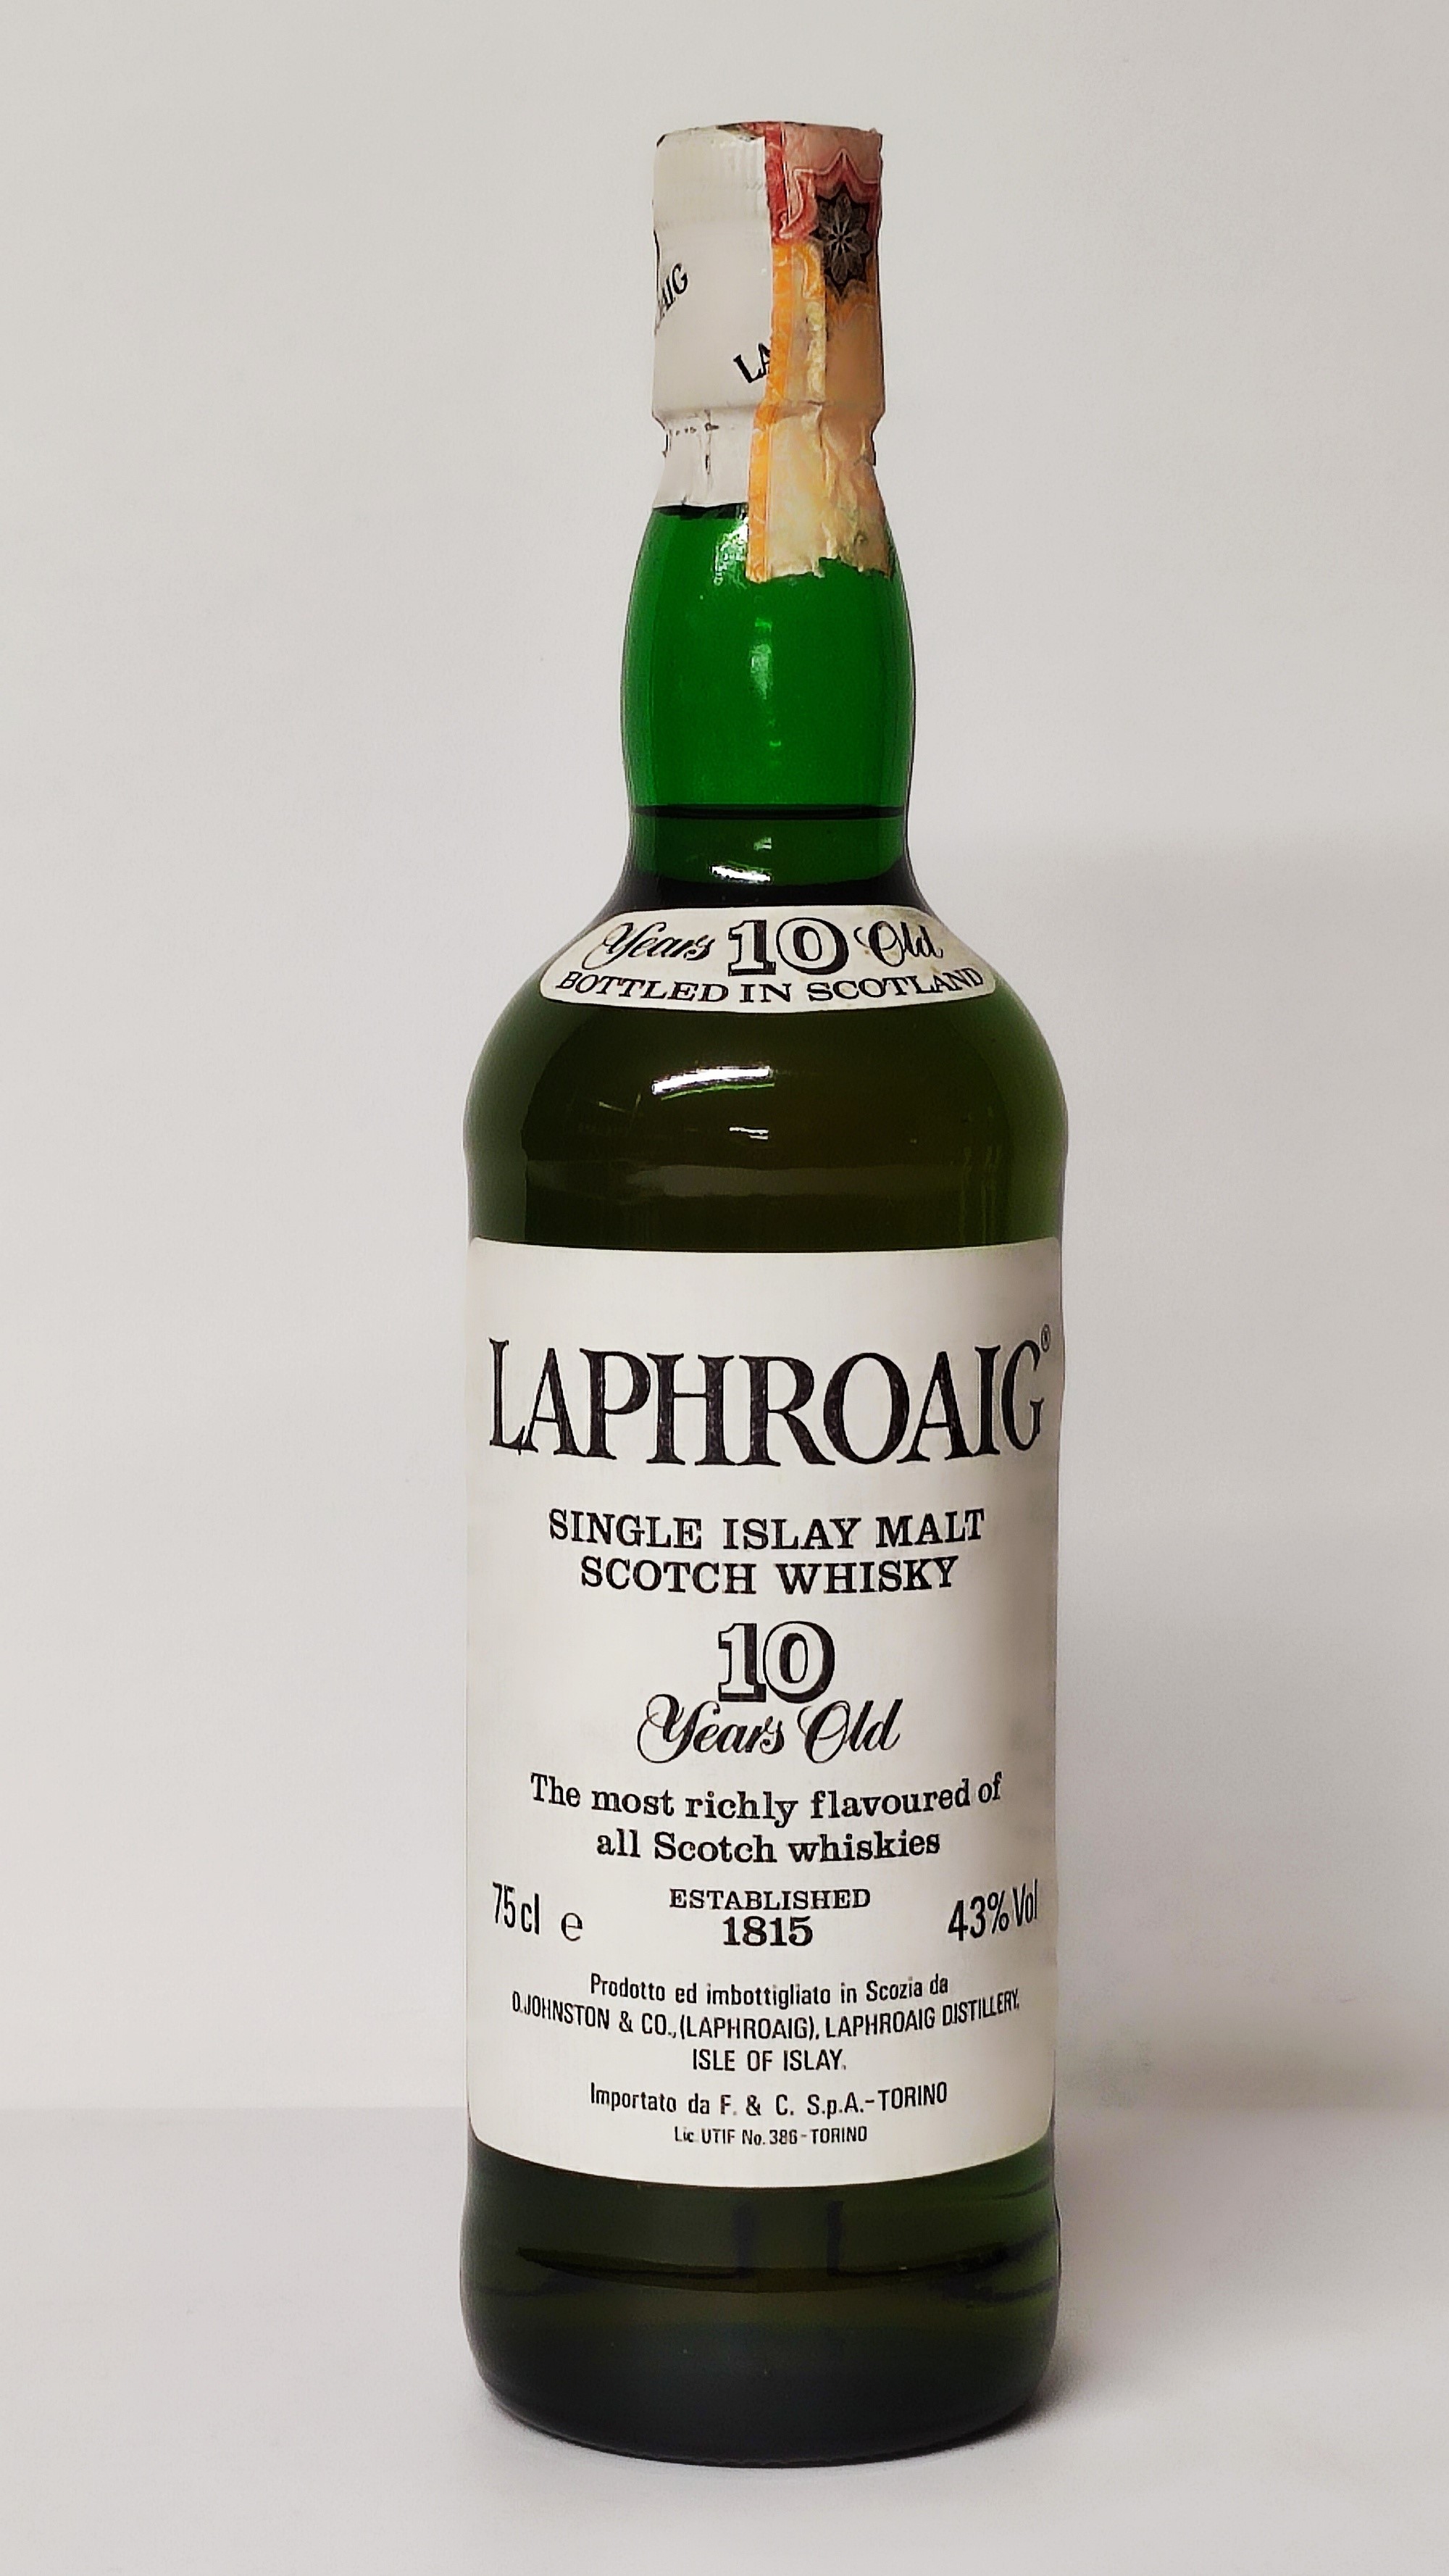 AIG
LA
Years 10 Old
BOTTLED IN SCOTLAND
LAPHROAIG®
SINGLE ISLAY MALT
SCOTCH WHISKY
10
Years Old
The most richly flavoured of
all Scotch whiskies
75cl e ESTABLISHED 43% Vol
1815
Prodotto ed imbottigliato in Scozia da
D. JOHNSTON & CO., (LAPHROAIG), LAPHROAIG DISTILLERY,
ISLE OF ISLAY.
Importato da F. & C. S.p.A.-TORINO
Lic UTIF No. 386-TORINO